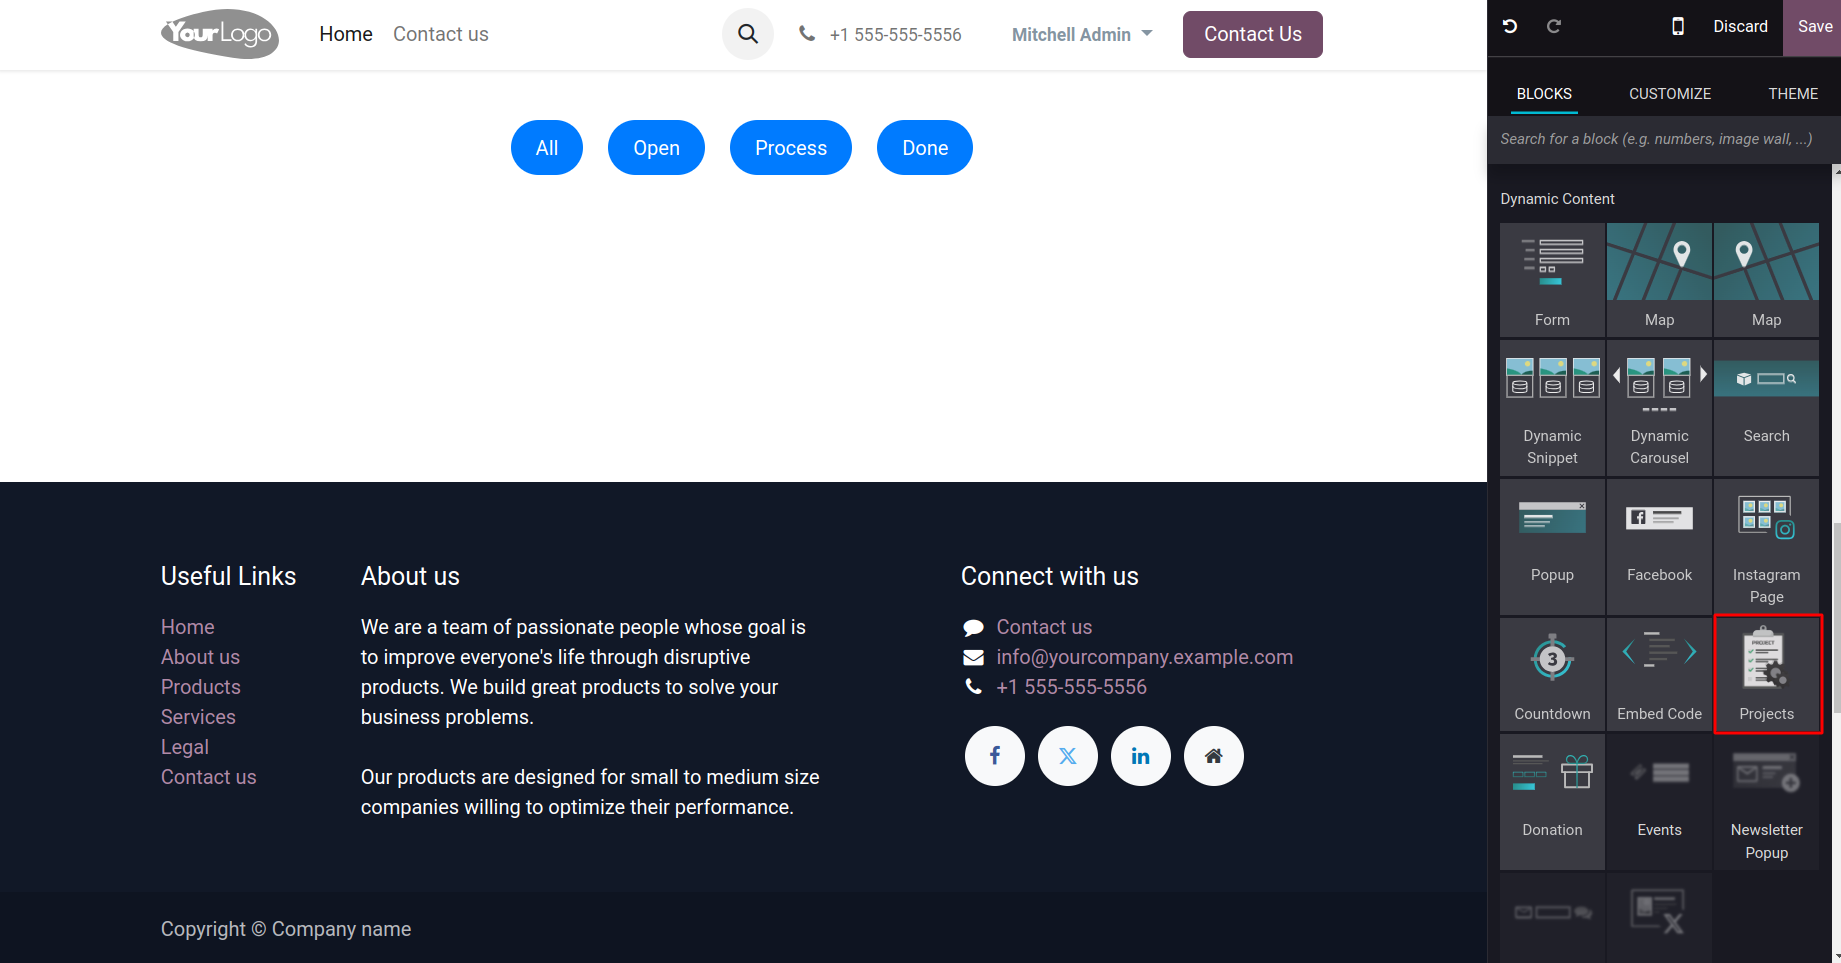 YourLogo
Home
Contact us
+1 555-555-5556
Mitchell Admin
Contact Us
Discard
Save
BLOCKS
CUSTOMIZE
THEME
Search for a block (e.g. numbers, image wall, ...)
All
Open
Process
Done
Dynamic Content
Form
Map
Map
Dynamic
Snippet
Dynamic
Carousel
Search
Popup
Facebook
Instagram
Page
3
Countdown
Embed Code
PROJECT
Projects
Donation
Events
Newsletter
Popup
Useful Links
Home
About us
Products
Services
Legal
Contact us
About us
We are a team of passionate people whose goal is
to improve everyone's life through disruptive
products. We build great products to solve your
business problems.
Our products are designed for small to medium size
companies willing to optimize their performance.
Connect with us
Contact us
info@yourcompany.example.com
+1 555-555-5556
Copyright © Company name